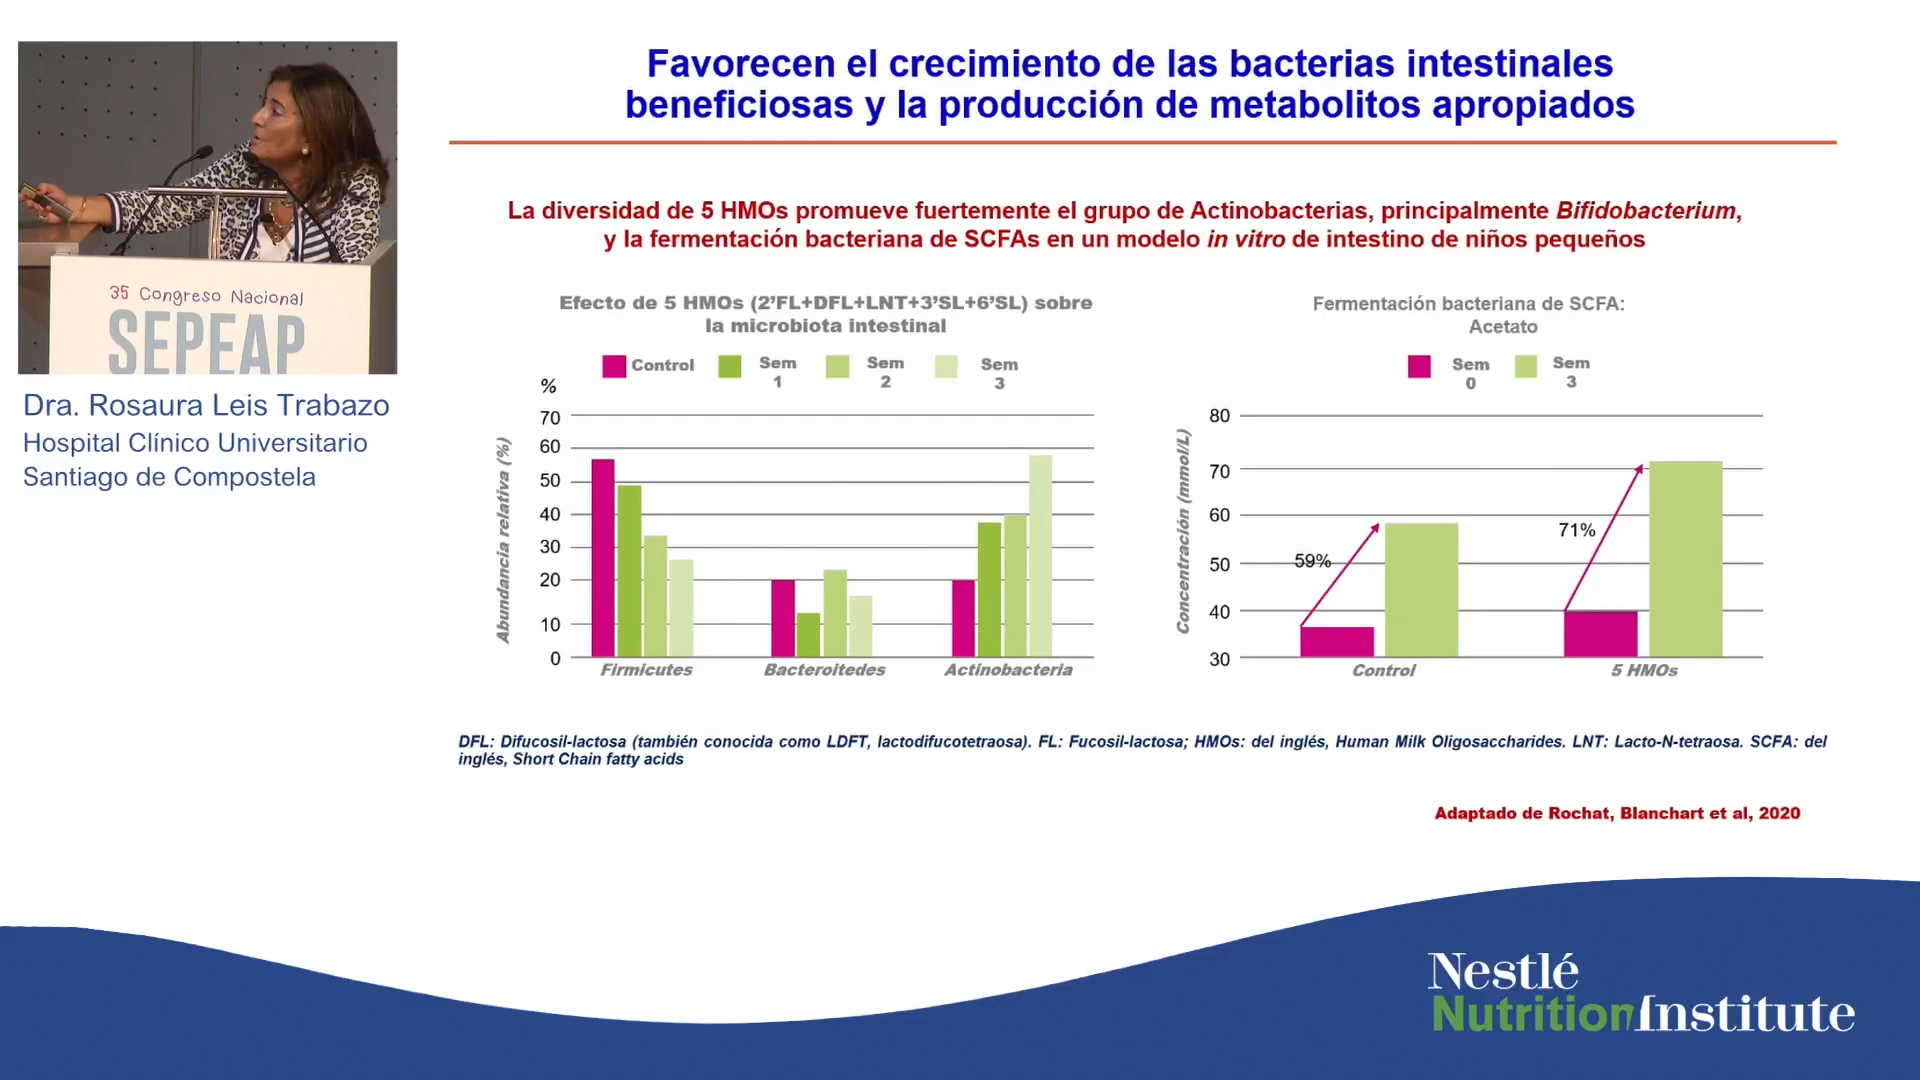 Favorecen el crecimiento de las bacterias intestinales
beneficiosas y la producción de metabolitos apropiados
35 Congreso Nacional
SEPEAP
Dra. Rosaura Leis Trabazo
Hospital Clínico Universitario
Santiago de Compostela
La diversidad de 5 HMOs promueve fuertemente el grupo de Actinobacterias, principalmente Bifidobacterium,
y la fermentación bacteriana de SCFAs en un modelo in vitro de intestino de niños pequeños
Efecto de 5 HMOs (2’FL+DFL+LNT+3’SL+6’SL) sobre
la microbiota intestinal
Control
Sem
1
Sem
2
Sem
3
%
Abundancia relativa (%)
70
60
50
40
30
20
10
0
Firmicutes
Bacteroitedes
Actinobacteria
Fermentación bacteriana de SCFA:
Acetato
Sem
0
Sem
3
Concentración (mmol/L)
80
70
60
50
40
30
59%
71%
Control
5 HMOs
DFL: Difucosil-lactosa (también conocida como LDFT, lactodifucotetraosa). FL: Fucosil-lactosa; HMOs: del inglés, Human Milk Oligosaccharides. LNT: Lacto-N-tetraosa. SCFA: del
inglés, Short Chain fatty acids
Adaptado de Rochat, Blanchart et al, 2020
Nestlé
NutritionInstitute